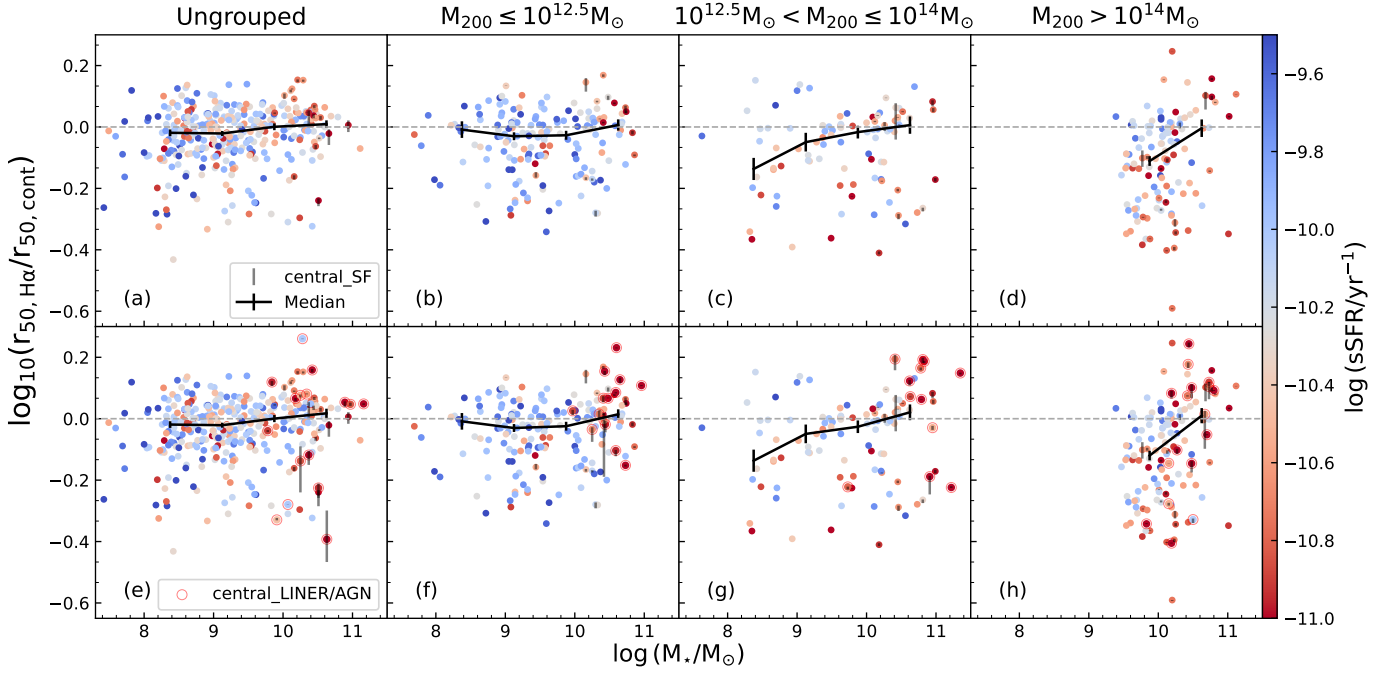 Ungrouped
M₂₀₀ ≤ 10^12.5 M⊙
10^12.5 M⊙ < M₂₀₀ ≤ 10^14 M⊙
M₂₀₀ > 10^14 M⊙
0.2
0.0
−0.2
−0.4
−0.6
(a)
central_SF
Median
(b)
(c)
(d)
0.2
0.0
−0.2
−0.4
−0.6
(e)
central_LINER/AGN
(f)
(g)
(h)
8 9 10 11
8 9 10 11
8 9 10 11
8 9 10 11
log₁₀(r₅₀,Hα/r₅₀,cont)
log (M⋆/M⊙)
−9.6
−9.8
−10.0
−10.2
−10.4
−10.6
−10.8
−11.0
log (sSFR/yr⁻¹)